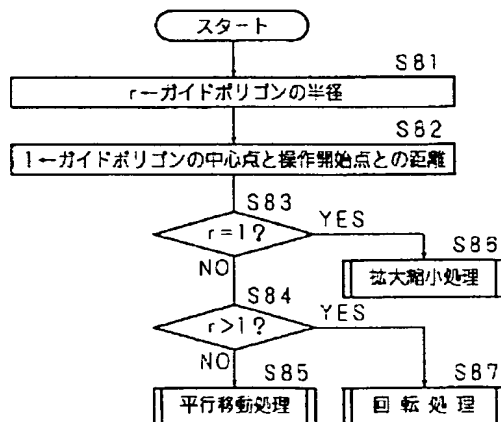 スタート
S81
r←ガイドポリゴンの半径
S82
l←ガイドポリゴンの中心点と操作開始点との距離
S83
r=l?
YES
S86
拡大縮小処理
NO
S84
r>l?
YES
NO
S85
平行移動処理
S87
回転処理